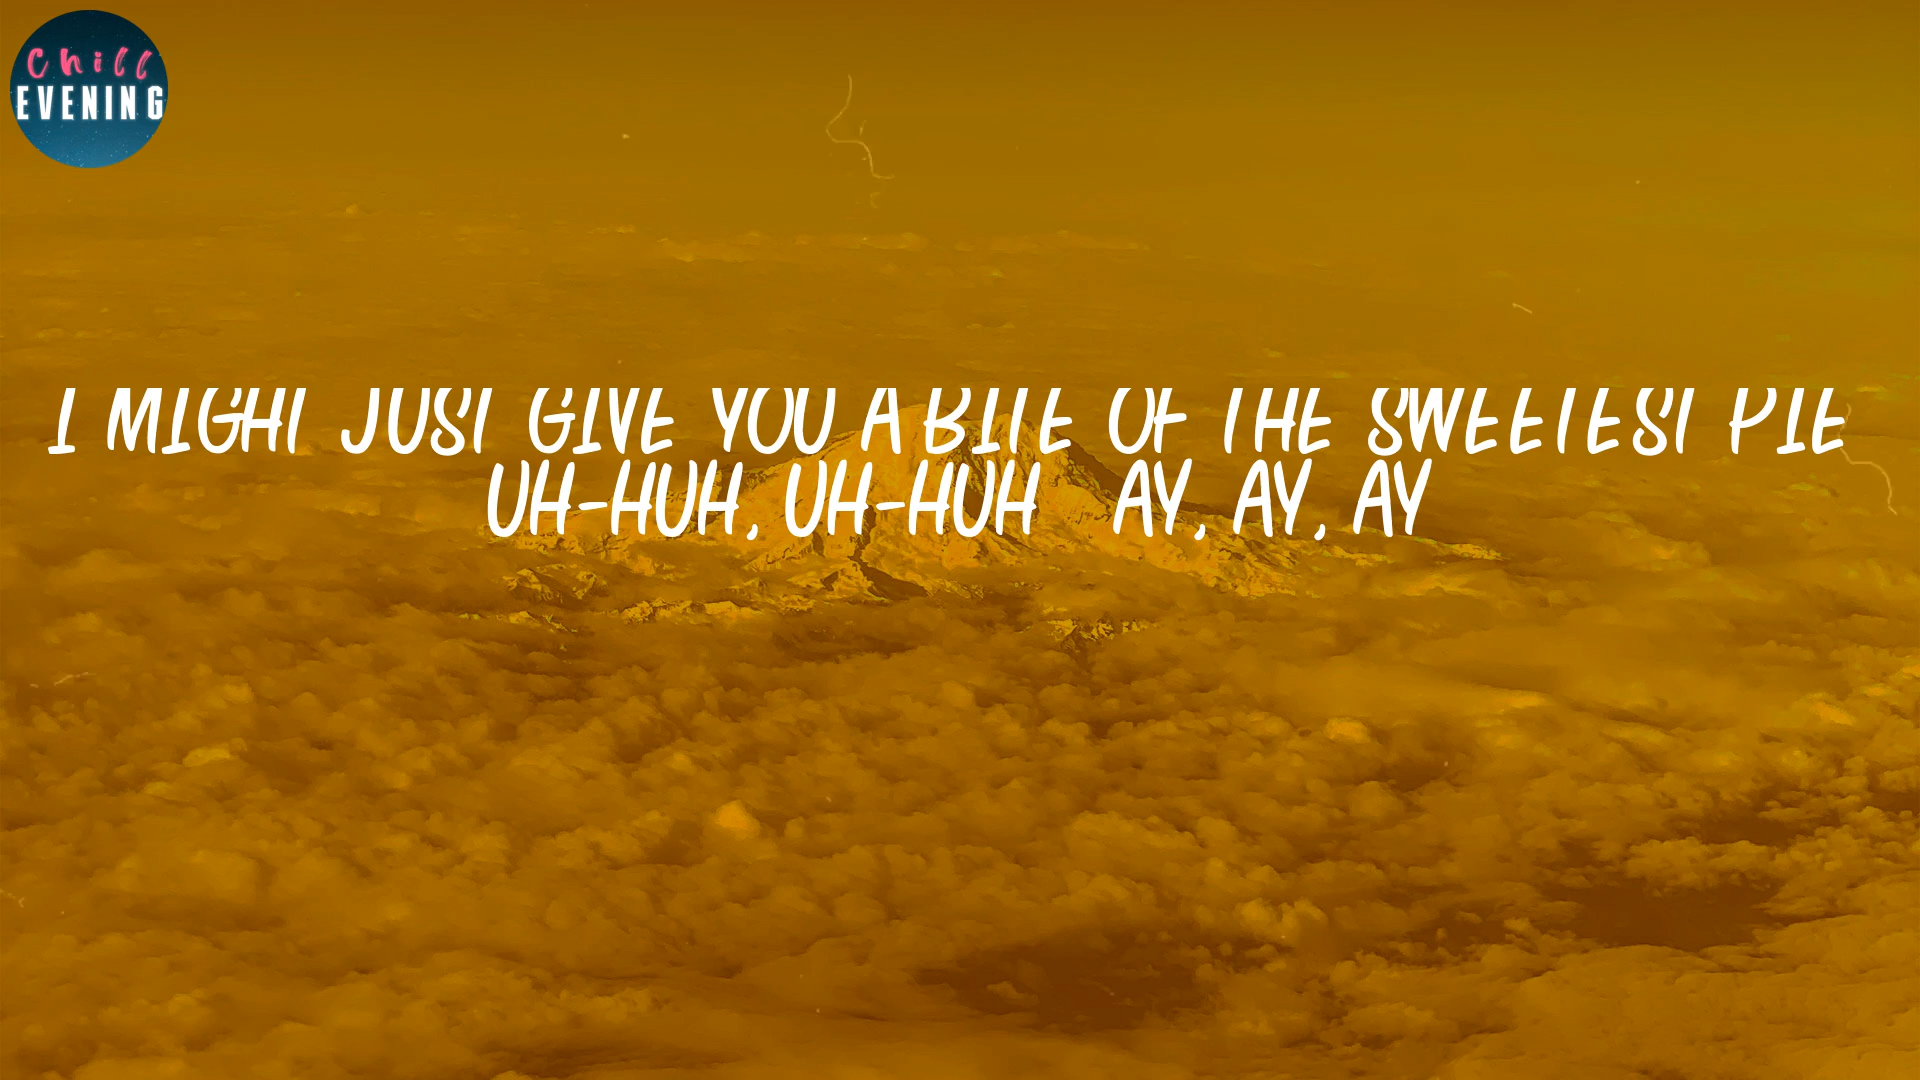 Chill
EVENING
I MIGHT JUST GIVE YOU A BITE OF THE SWEETEST PIE
UH-HUH, UH-HUH AY, AY, AY